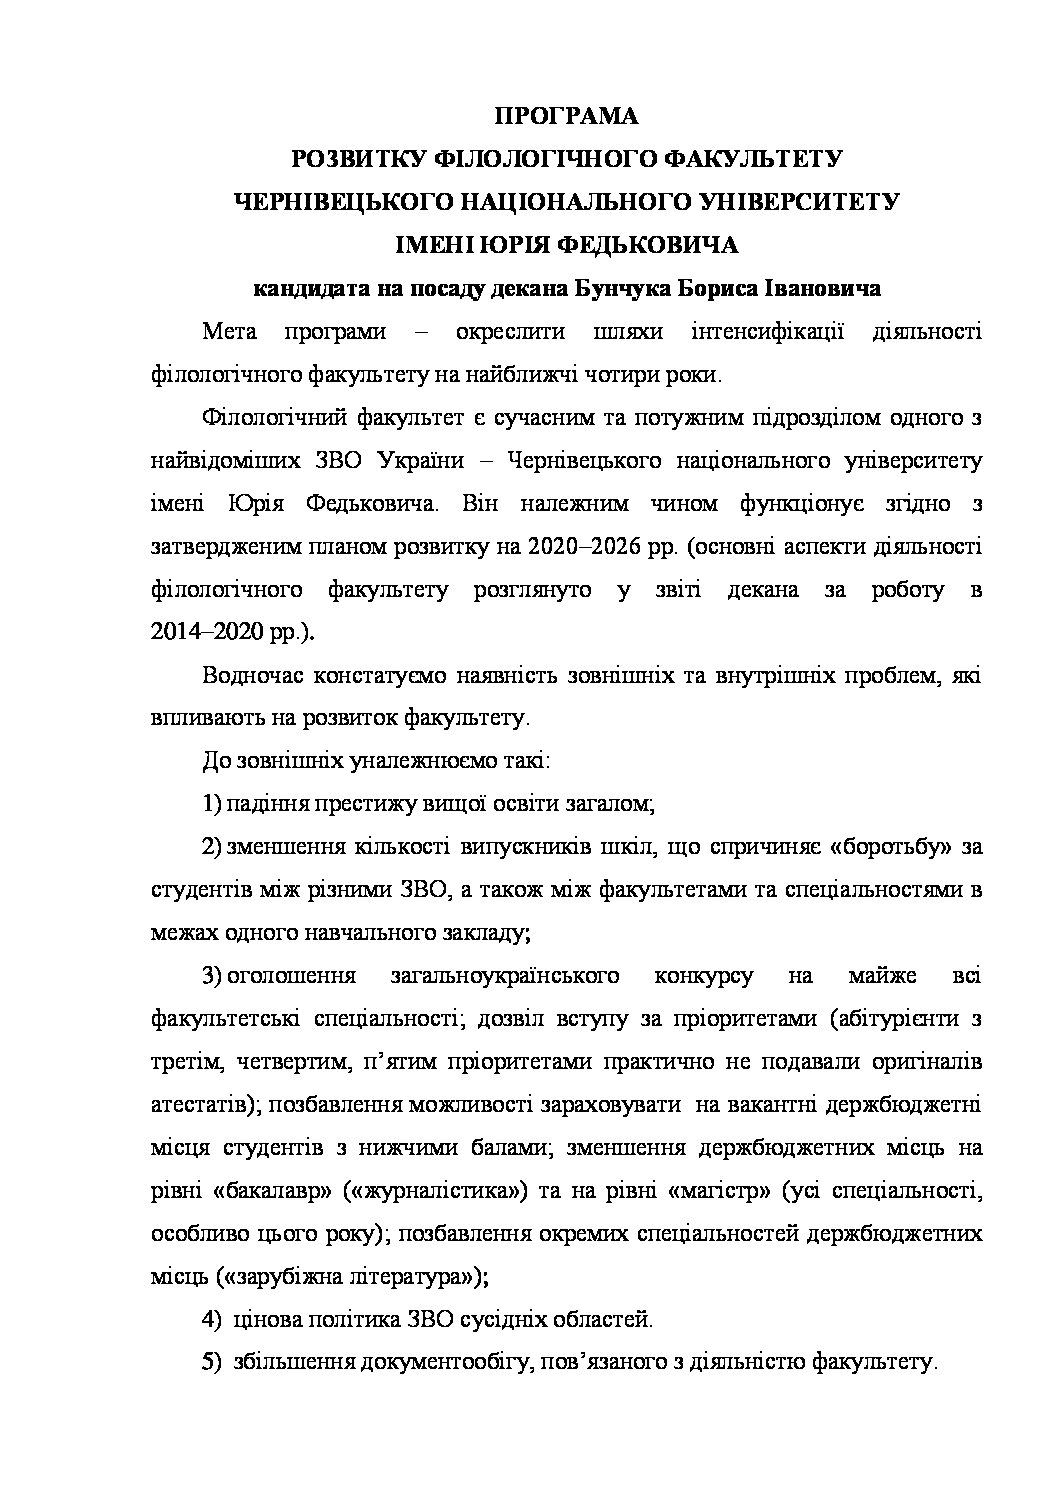 ПРОГРАМА
РОЗВИТКУ ФІЛОЛОГІЧНОГО ФАКУЛЬТЕТУ
ЧЕРНІВЕЦЬКОГО НАЦІОНАЛЬНОГО УНІВЕРСИТЕТУ
ІМЕНІ ЮРІЯ ФЕДЬКОВИЧА
кандидата на посаду декана Бунчука Бориса Івановича
Мета програми – окреслити шляхи інтенсифікації діяльності
філологічного факультету на найближчі чотири роки.
Філологічний факультет є сучасним та потужним підрозділом одного з
найвідоміших ЗВО України – Чернівецького національного університету
імені Юрія Федьковича. Він належним чином функціонує згідно з
затвердженим планом розвитку на 2020–2026 рр. (основні аспекти діяльності
філологічного факультету розглянуто у звіті декана за роботу в
2014–2020 рр.).
Водночас констатуємо наявність зовнішніх та внутрішніх проблем, які
впливають на розвиток факультету.
До зовнішніх уналежнюємо такі:
1) падіння престижу вищої освіти загалом;
2) зменшення кількості випускників шкіл, що спричиняє «боротьбу» за
студентів між різними ЗВО, а також між факультетами та спеціальностями в
межах одного навчального закладу;
3) оголошення загальноукраїнського конкурсу на майже всі
факультетські спеціальності; дозвіл вступу за пріоритетами (абітурієнти з
третім, четвертим, п’ятим пріоритетами практично не подавали оригіналів
атестатів); позбавлення можливості зараховувати на вакантні держбюджетні
місця студентів з нижчими балами; зменшення держбюджетних місць на
рівні «бакалавр» («журналістика») та на рівні «магістр» (усі спеціальності,
особливо цього року); позбавлення окремих спеціальностей держбюджетних
місць («зарубіжна література»);
4) цінова політика ЗВО сусідніх областей.
5) збільшення документообігу, пов’язаного з діяльністю факультету.